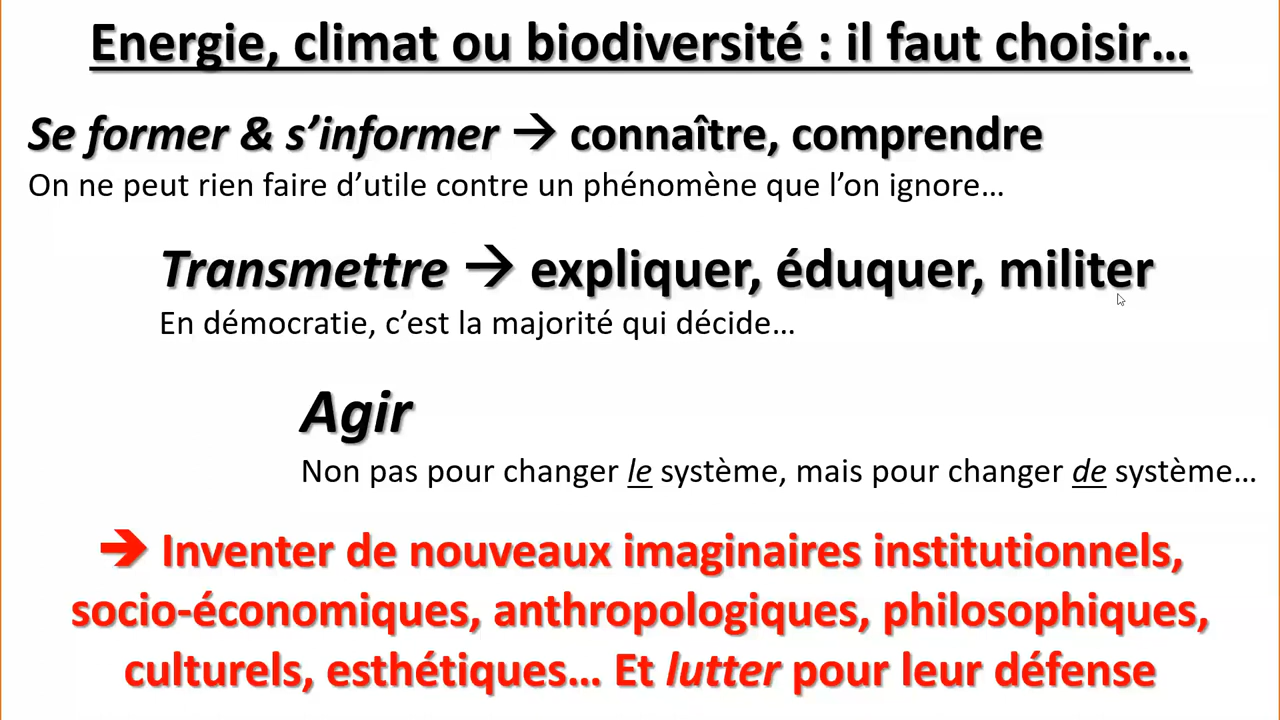 Energie, climat ou biodiversité : il faut choisir…
Se former & s’informer → connaître, comprendre
On ne peut rien faire d’utile contre un phénomène que l’on ignore…
Transmettre → expliquer, éduquer, militer
En démocratie, c’est la majorité qui décide…
Agir
Non pas pour changer le système, mais pour changer de système…
➔ Inventer de nouveaux imaginaires institutionnels,
socio-économiques, anthropologiques, philosophiques,
culturels, esthétiques… Et lutter pour leur défense